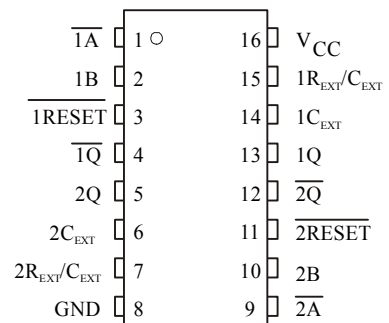 1A 1 16 VCC
1B 2 15 1REXT/CEXT
1RESET 3 14 1CEXT
1Q 4 13 1Q
2Q 5 12 2Q
2CEXT 6 11 2RESET
2REXT/CEXT 7 10 2B
GND 8 9 2A